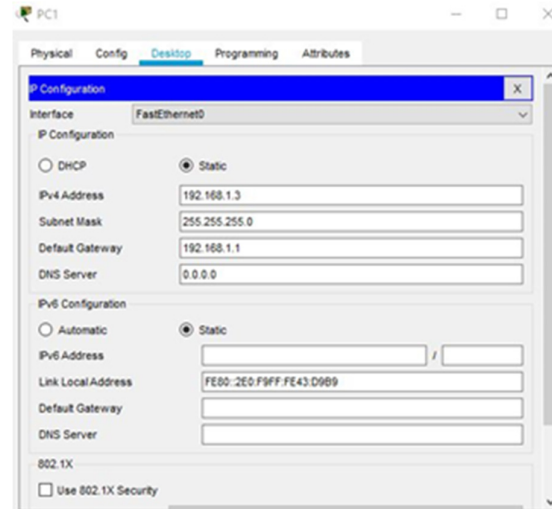 PC1
Physical Config Desktop Programming Attributes
IP Configuration X
Interface FastEthernet0
IP Configuration
DHCP Static
IPv4 Address 192.168.1.3
Subnet Mask 255.255.255.0
Default Gateway 192.168.1.1
DNS Server 0.0.0.0
IPv6 Configuration
Automatic Static
IPv6 Address /
Link Local Address FE80::2E0:F9FF:FE43:D9B9
Default Gateway
DNS Server
802.1X
Use 802.1X Security